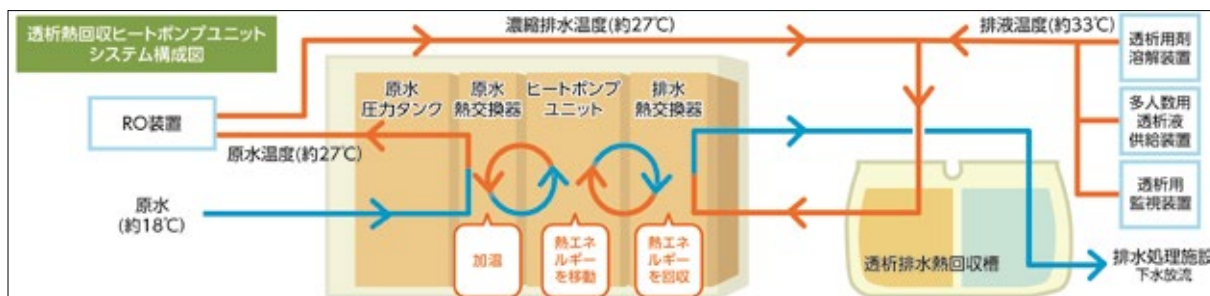 透析熱回収ヒートポンプユニット
システム構成図
濃縮排水温度(約27℃)
排液温度(約33℃)
透析用剤
溶解装置
原水
圧力タンク
原水
熱交換器
ヒートポンプ
ユニット
排水
熱交換器
RO装置
多人数用
透析液
供給装置
原水温度(約27℃)
透析用
監視装置
原水
(約18℃)
加温
熱エネ
ルギー
を移動
熱エネ
ルギー
を回収
透析排水熱回収槽
排水処理施設
下水放流